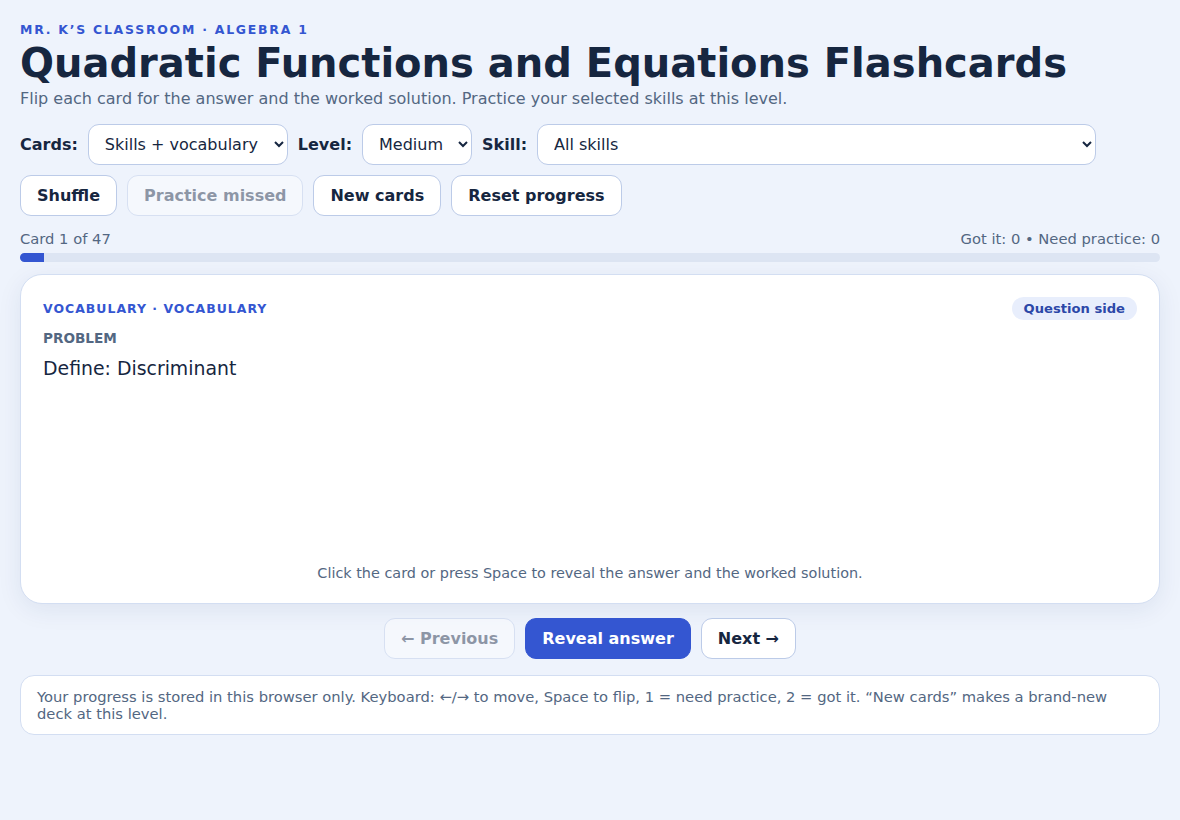 MR. K’S CLASSROOM · ALGEBRA 1
Quadratic Functions and Equations Flashcards
Flip each card for the answer and the worked solution. Practice your selected skills at this level.
Cards: Skills + vocabulary Level: Medium Skill: All skills
Shuffle Practice missed New cards Reset progress
Card 1 of 47 Got it: 0 • Need practice: 0
VOCABULARY · VOCABULARY Question side
PROBLEM
Define: Discriminant
Click the card or press Space to reveal the answer and the worked solution.
← Previous Reveal answer Next →
Your progress is stored in this browser only. Keyboard: ←/→ to move, Space to flip, 1 = need practice, 2 = got it. “New cards” makes a brand-new
deck at this level.